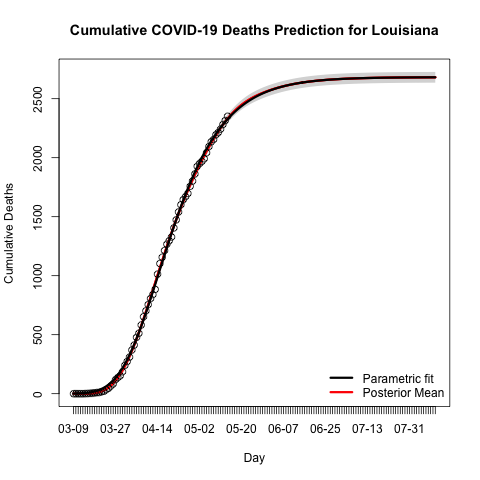 Cumulative COVID-19 Deaths Prediction for Louisiana
Cumulative Deaths
2500
2000
1500
1000
500
0
Parametric fit
Posterior Mean
03-09 03-27 04-14 05-02 05-20 06-07 06-25 07-13 07-31
Day